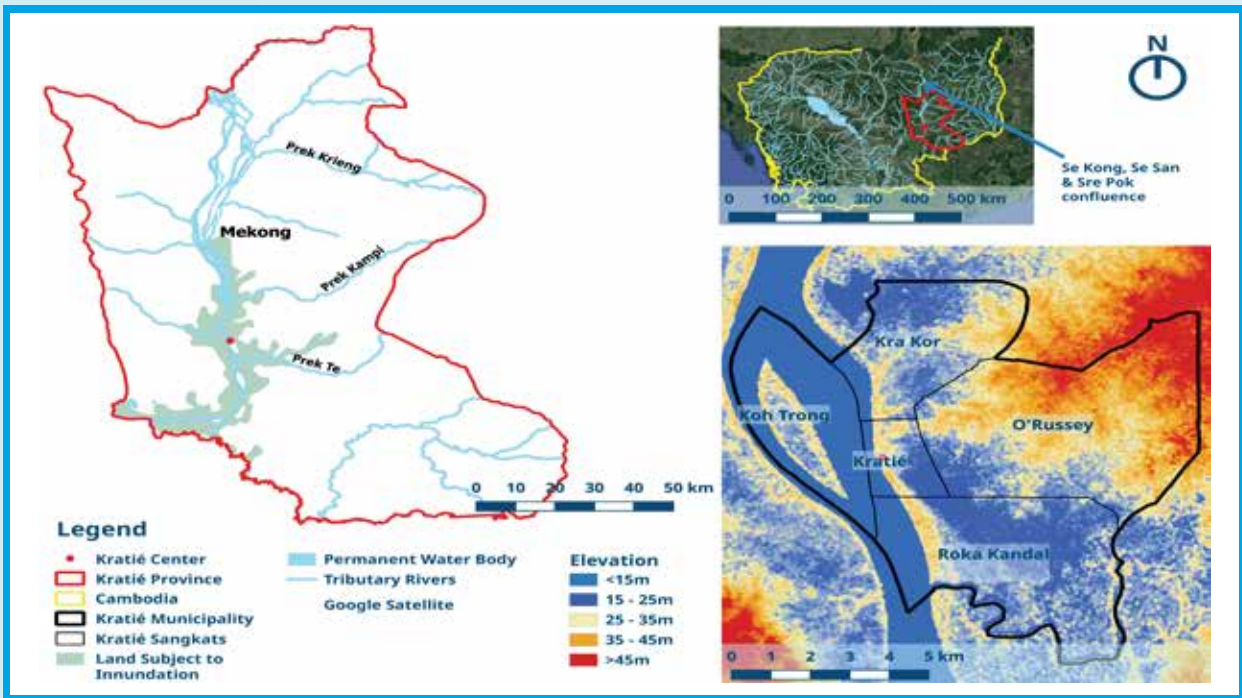 Prek Krieng
Mekong
Prek Kampi
Prek Te
0 10 20 30 40 50 km
Legend
Kratié Center
Kratié Province
Cambodia
Kratié Municipality
Kratié Sangkats
Land Subject to
Innundation
Permanent Water Body
Tributary Rivers
Google Satellite
Elevation
<15m
15 - 25m
25 - 35m
35 - 45m
>45m
N
0 100 200 300 400 500 km
Se Kong, Se San
& Sre Pok
confluence
Kra Kor
Koh Trong
O'Russey
Kratié
Roka Kandal
0 1 2 3 4 5 km